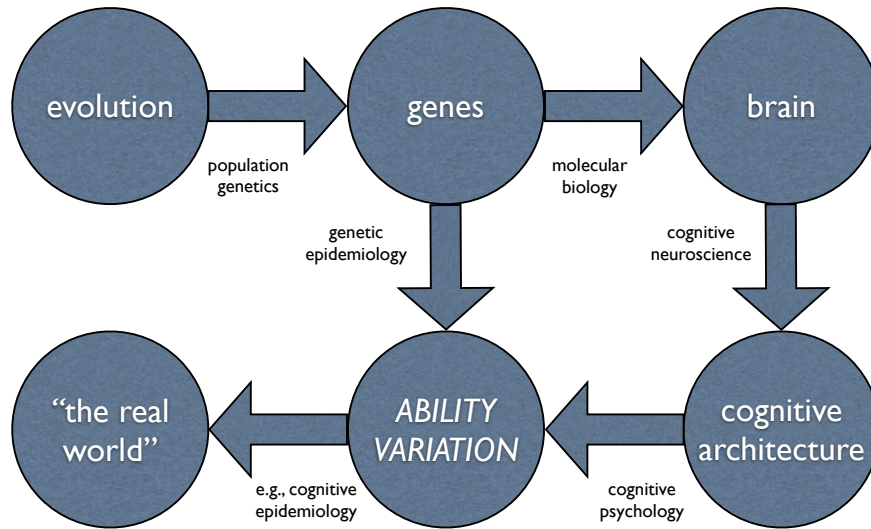 evolution
population
genetics
genes
molecular
biology
brain
genetic
epidemiology
cognitive
neuroscience
“the real
world”
e.g., cognitive
epidemiology
ABILITY
VARIATION
cognitive
psychology
cognitive
architecture